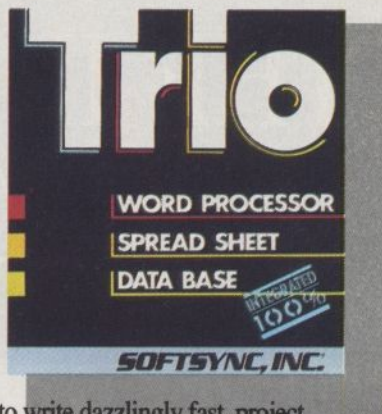 Trio
WORD PROCESSOR
SPREAD SHEET
DATA BASE
INTEGRATED
100%
SOFTSYNC, INC.
to write dazzlingly fast, project